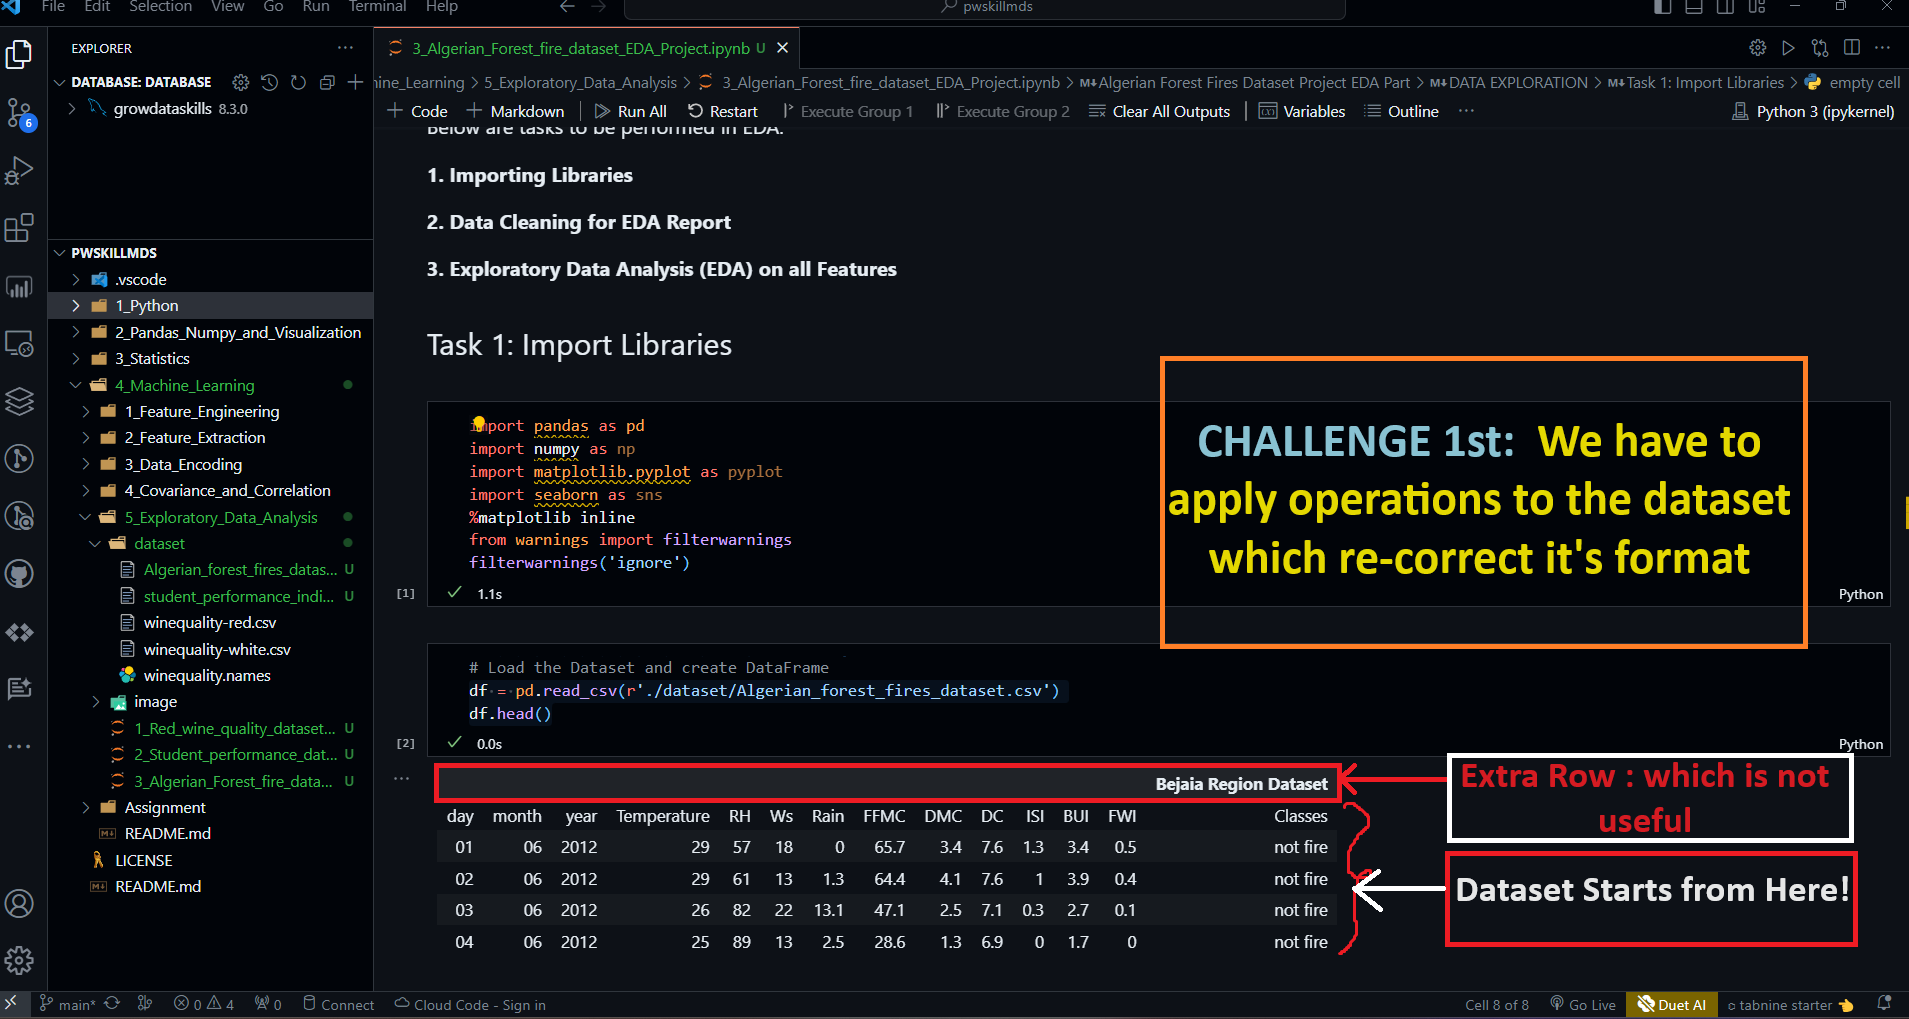 File Edit Selection View Go Run Terminal Help
pwskillmds
EXPLORER
DATABASE: DATABASE
growdataskills 8.3.0
PWSKILLMDS
.vscode
1_Python
2_Pandas_Numpy_and_Visualization
3_Statistics
4_Machine_Learning
1_Feature_Engineering
2_Feature_Extraction
3_Data_Encoding
4_Covariance_and_Correlation
5_Exploratory_Data_Analysis
dataset
Algerian_forest_fires_datas... U
student_performance_indi... U
winequality-red.csv
winequality-white.csv
winequality.names
image
1_Red_wine_quality_dataset... U
2_Student_performance_dat... U
3_Algerian_Forest_fire_data... U
Assignment
README.md
LICENSE
README.md
6
3_Algerian_Forest_fire_dataset_EDA_Project.ipynb U
hine_Learning > 5_Exploratory_Data_Analysis > 3_Algerian_Forest_fire_dataset_EDA_Project.ipynb > Algerian Forest Fires Dataset Project EDA Part > DATA EXPLORATION > Task 1: Import Libraries > empty cell
+ Code + Markdown Run All Restart Execute Group 1 Execute Group 2 Clear All Outputs Variables Outline ... Python 3 (ipykernel)
Below are tasks to be performed in EDA.
1. Importing Libraries
2. Data Cleaning for EDA Report
3. Exploratory Data Analysis (EDA) on all Features
Task 1: Import Libraries
import pandas as pd
import numpy as np
import matplotlib.pyplot as pyplot
import seaborn as sns
%matplotlib inline
from warnings import filterwarnings
filterwarnings('ignore')
[1] 1.1s Python
CHALLENGE 1st: We have to
apply operations to the dataset
which re-correct it's format
# Load the Dataset and create DataFrame
df = pd.read_csv(r'./dataset/Algerian_forest_fires_dataset.csv')
df.head()
[2] 0.0s Python
Bejaia Region Dataset
day month year Temperature RH Ws Rain FFMC DMC DC ISI BUI FWI Classes
01 06 2012 29 57 18 0 65.7 3.4 7.6 1.3 3.4 0.5 not fire
02 06 2012 29 61 13 1.3 64.4 4.1 7.6 1 3.9 0.4 not fire
03 06 2012 26 82 22 13.1 47.1 2.5 7.1 0.3 2.7 0.1 not fire
04 06 2012 25 89 13 2.5 28.6 1.3 6.9 0 1.7 0 not fire
Extra Row : which is not
useful
Dataset Starts from Here!
main* 0 4 0 Connect Cloud Code - Sign in Cell 8 of 8 Go Live Duet AI tabnine starter